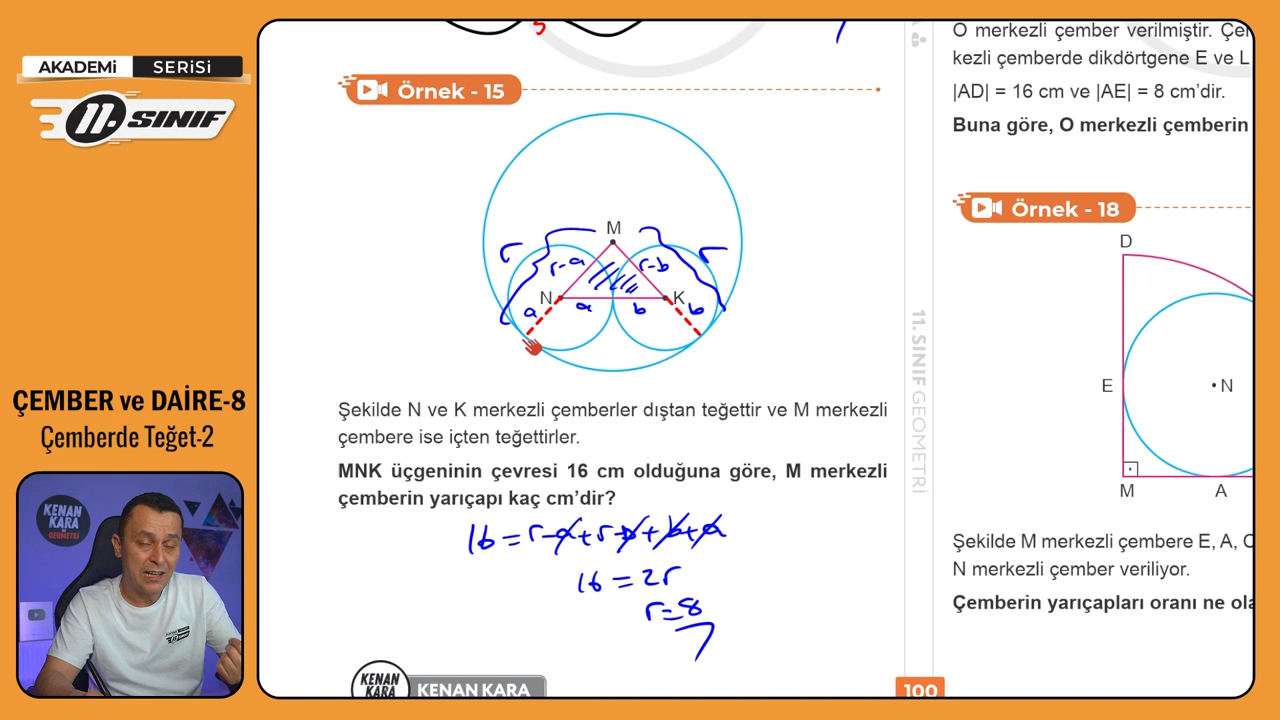 AKADEMİ SERİSİ
11. SINIF
ÇEMBER ve DAİRE-8
Çemberde Teğet-2
KENAN
KARA
GEOMETRİ
Örnek - 15
M
r
r
r-a
r-b
N
K
a
a
b
b
Şekilde N ve K merkezli çemberler dıştan teğettir ve M merkezli
çembere ise içten teğettirler.
MNK üçgeninin çevresi 16 cm olduğuna göre, M merkezli
çemberin yarıçapı kaç cm'dir?
16 = r-a+r-b+b+a
16 = 2r
r=8
KENAN
KARA
KENAN KARA
11. SINIF GEOMETRİ
100
O merkezli çember verilmiştir. Çe
kezli çemberde dikdörtgene E ve L
|AD| = 16 cm ve |AE| = 8 cm'dir.
Buna göre, O merkezli çemberin
Örnek - 18
D
E
N
M
A
Şekilde M merkezli çembere E, A, C
N merkezli çember veriliyor.
Çemberin yarıçapları oranı ne ola